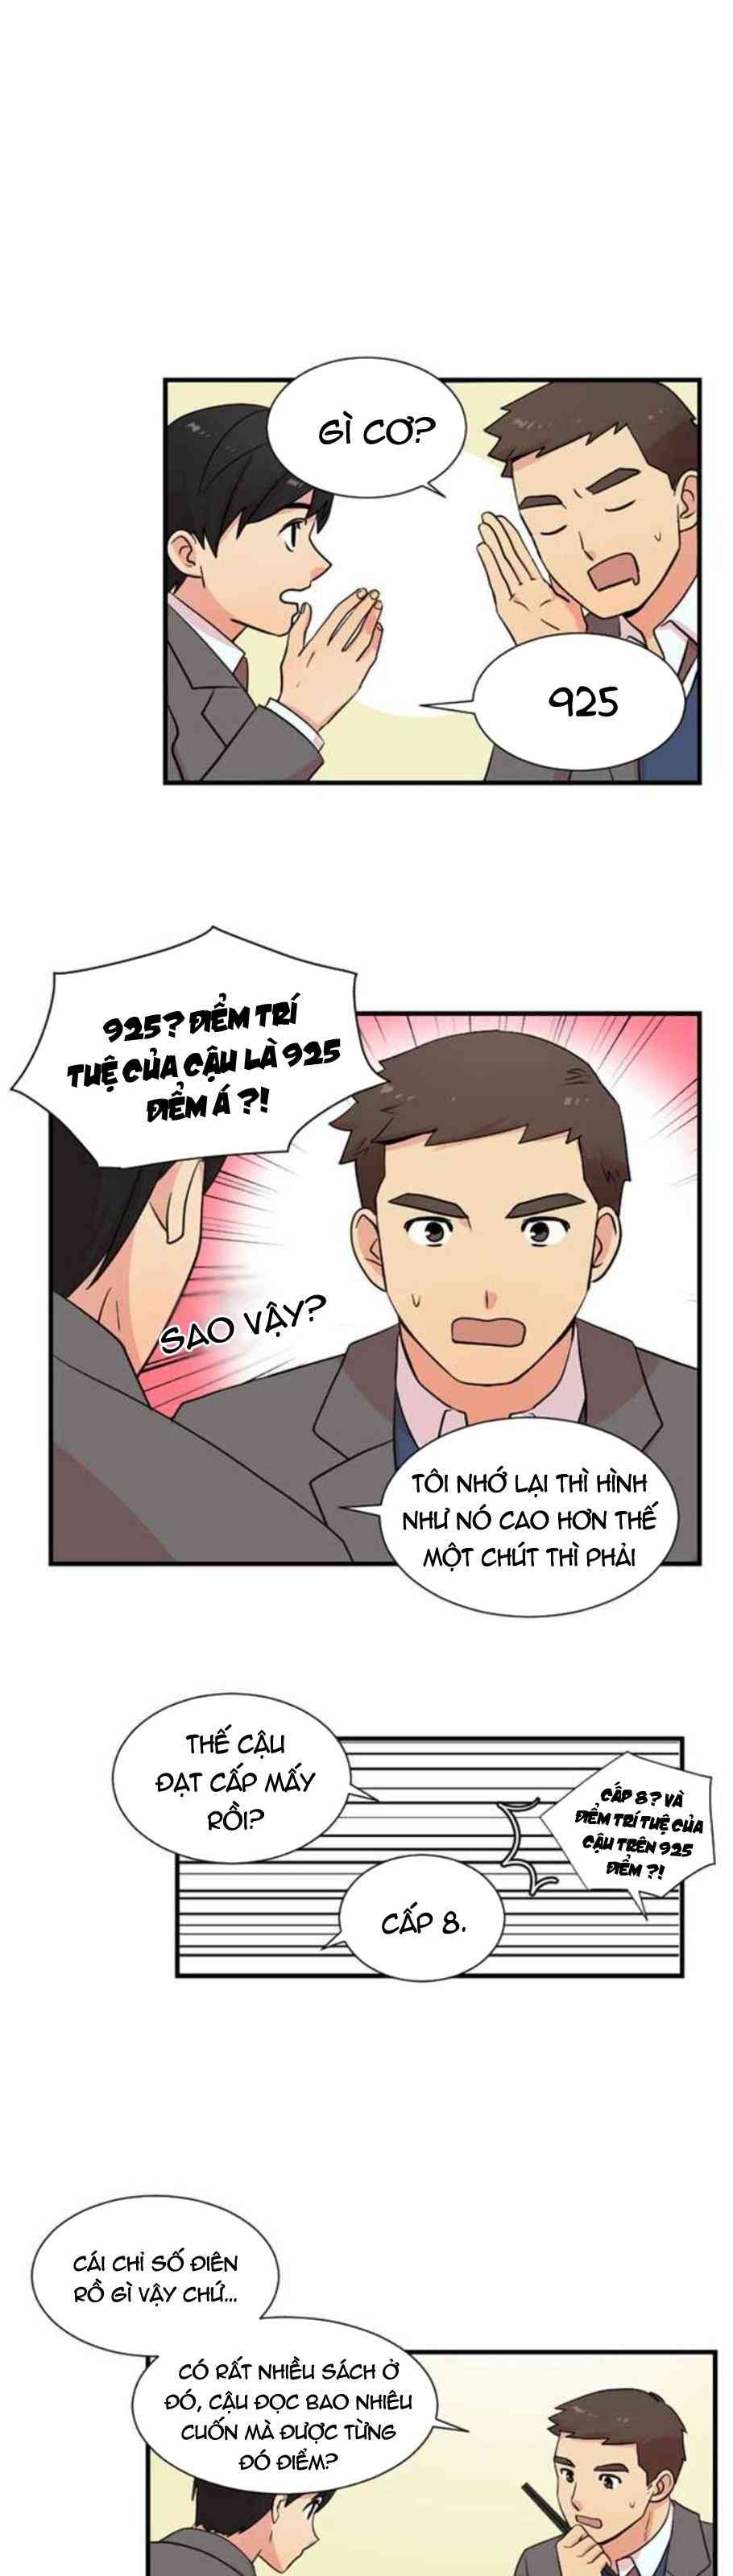 GÌ CƠ?
925
925? ĐIỂM TRÍ
TUỆ CỦA CẬU LÀ 925
ĐIỂM Á ?!
SAO VẬY?
TÔI NHỚ LẠI THÌ HÌNH
NHƯ NÓ CAO HƠN THẾ
MỘT CHÚT THÌ PHẢI
THẾ CẬU
ĐẠT CẤP MẤY
RỒI?
CẤP 8.
CẤP 8? VÀ
ĐIỂM TRÍ TUỆ CỦA
CẬU TRÊN 925
ĐIỂM ?!
CÁI CHỈ SỐ ĐIÊN
RỒ GÌ VẬY CHỨ...
CÓ RẤT NHIỀU SÁCH Ở
ĐÓ, CẬU ĐỌC BAO NHIÊU
CUỐN MÀ ĐƯỢC TỪNG
ĐÓ ĐIỂM?